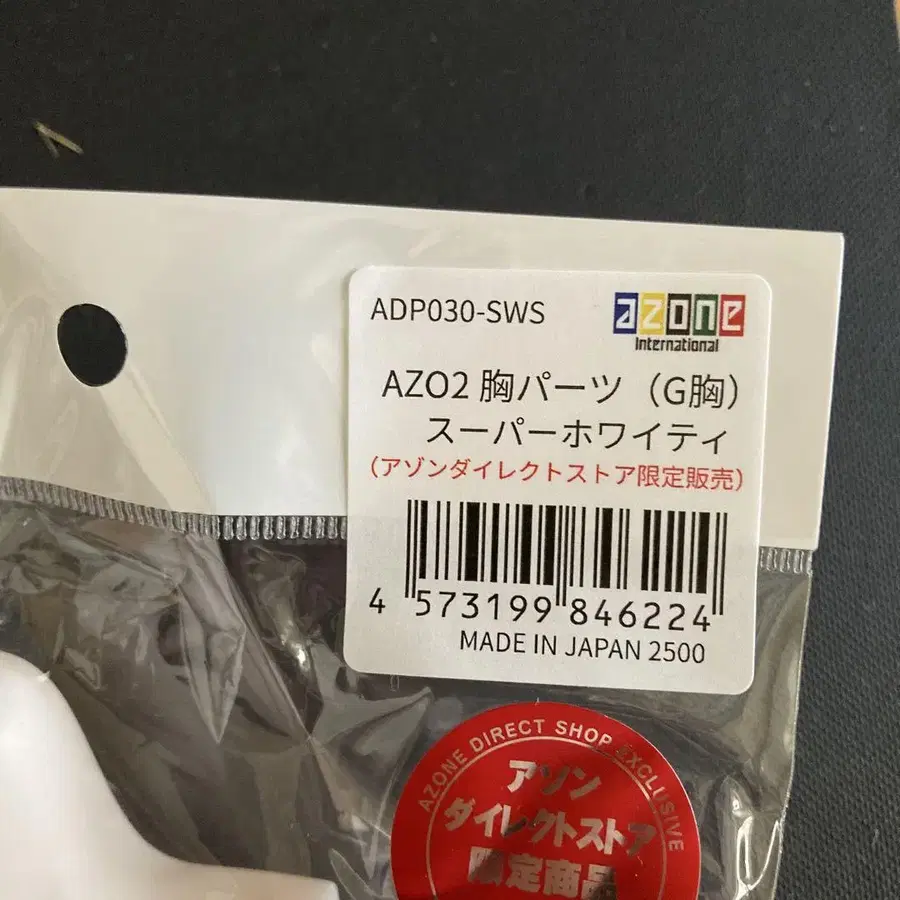 ADP030-SWS
azone
International
AZO2 胸パーツ（G胸）
スーパーホワイティ
（アゾンダイレクトストア限定販売）
4 573199 846224
MADE IN JAPAN 2500
AZONE DIRECT SHOP EXCLUSIVE
アゾン
ダイレクトストア
限定商品